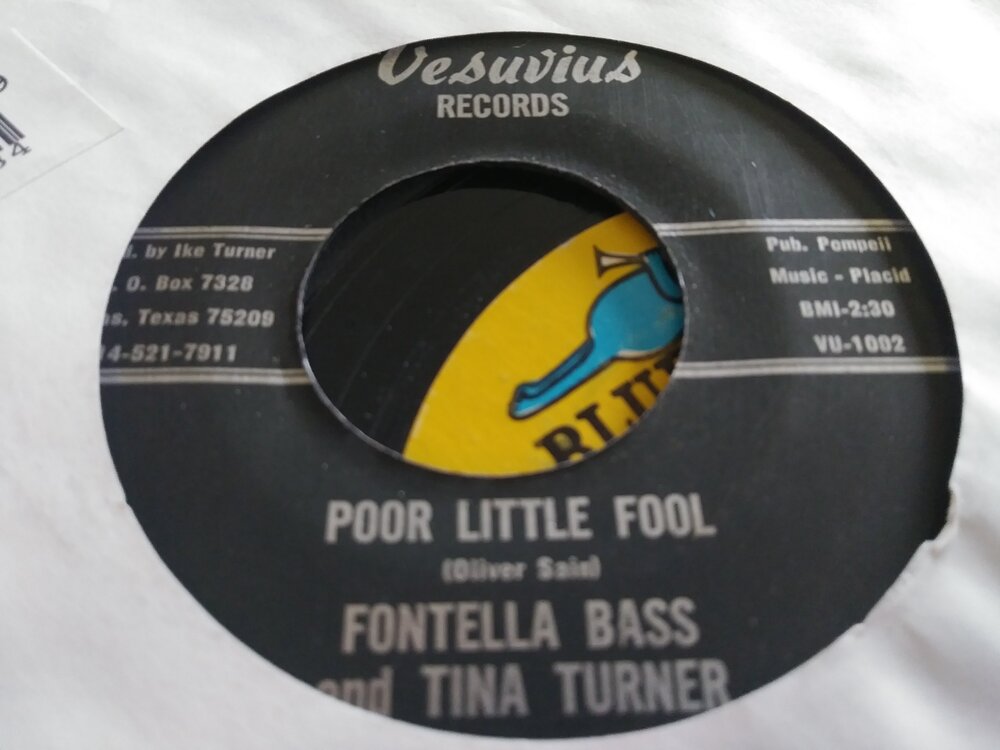 Vesuvius
RECORDS
. by Ike Turner
. O. Box 7328
s, Texas 75209
4-521-7911
Pub. Pompeii
Music - Placid
BMI-2:30
VU-1002
POOR LITTLE FOOL
(Oliver Sain)
FONTELLA BASS
and TINA TURNER